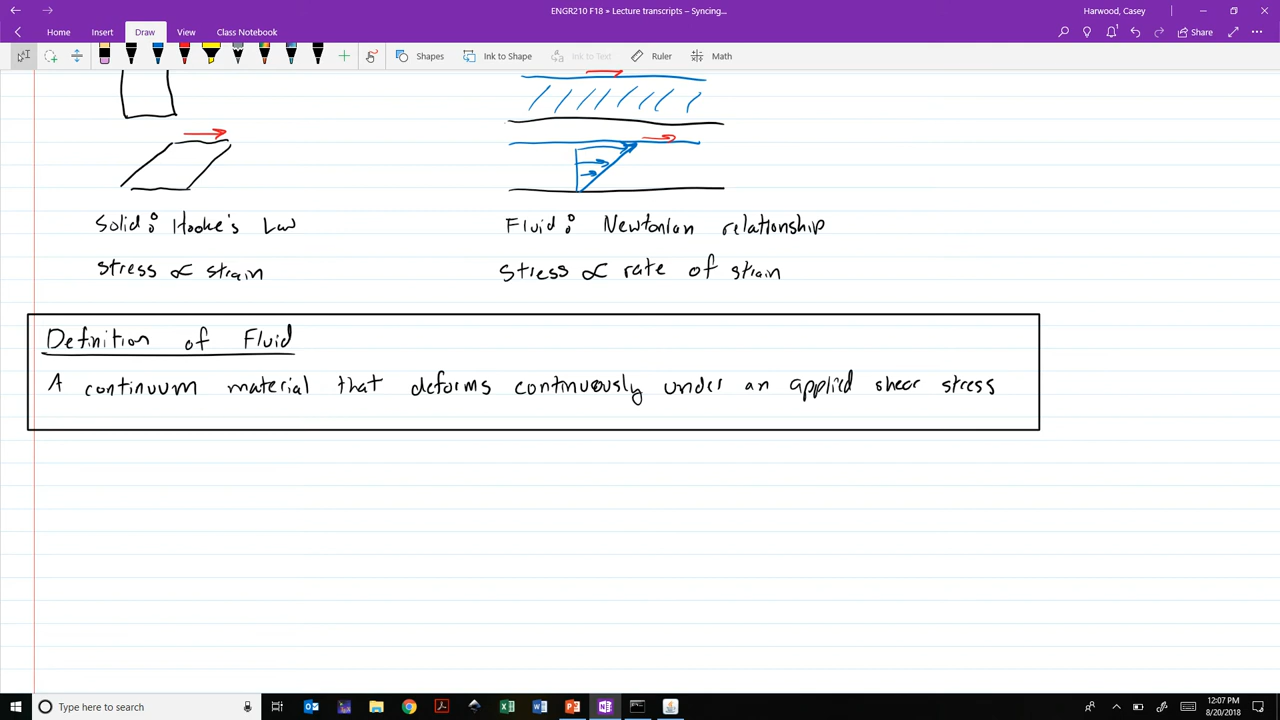 ENGR210 F18 » Lecture transcripts – Syncing...
Harwood, Casey
Home Insert Draw View Class Notebook
Share
Shapes Ink to Shape Ink to Text Ruler Math
Solid: Hooke's Law
Fluid: Newtonian relationship
Stress ∝ strain
Stress ∝ rate of strain
Definition of Fluid
A continuum material that deforms continuously under an applied shear stress
Type here to search
12:07 PM
8/20/2018